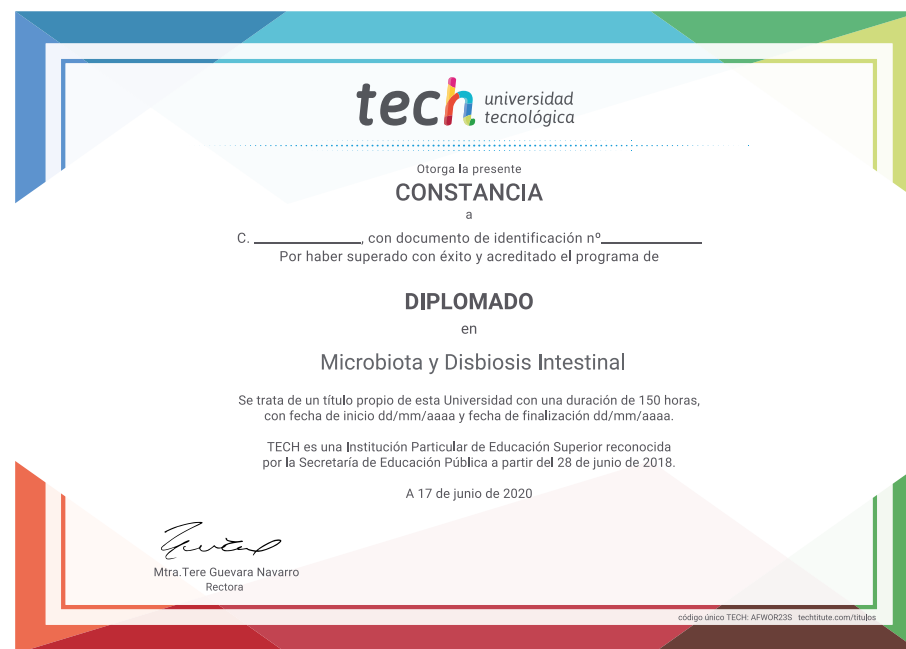 tech universidad
tecnológica
Otorga la presente
CONSTANCIA
a
C. ____________, con documento de identificación nº____________
Por haber superado con éxito y acreditado el programa de
DIPLOMADO
en
Microbiota y Disbiosis Intestinal
Se trata de un título propio de esta Universidad con una duración de 150 horas,
con fecha de inicio dd/mm/aaaa y fecha de finalización dd/mm/aaaa.
TECH es una Institución Particular de Educación Superior reconocida
por la Secretaría de Educación Pública a partir del 28 de junio de 2018.
A 17 de junio de 2020
Mtra.Tere Guevara Navarro
Rectora
código único TECH: AFWOR23S techtitute.com/titulos